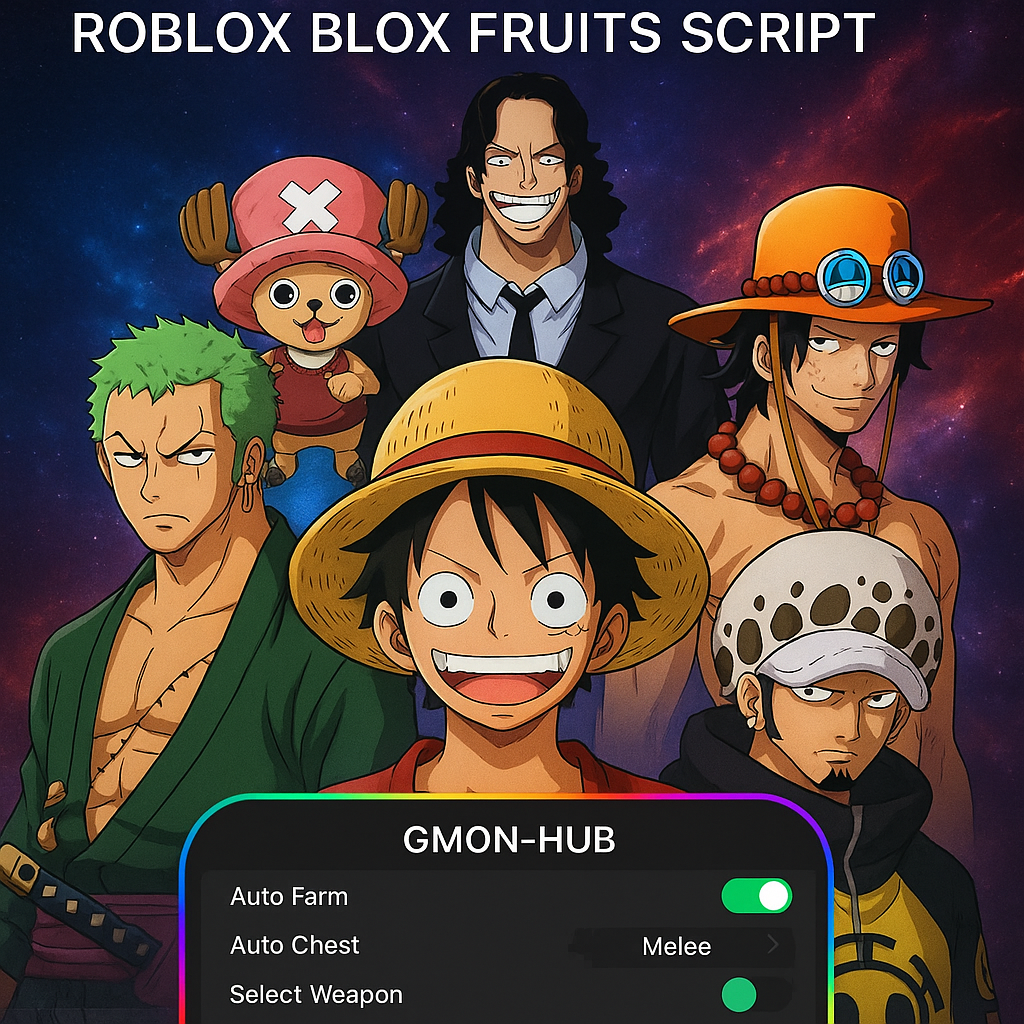 ROBLOX BLOX FRUITS SCRIPT
GMON-HUB
Auto Farm
Auto Chest Melee
Select Weapon